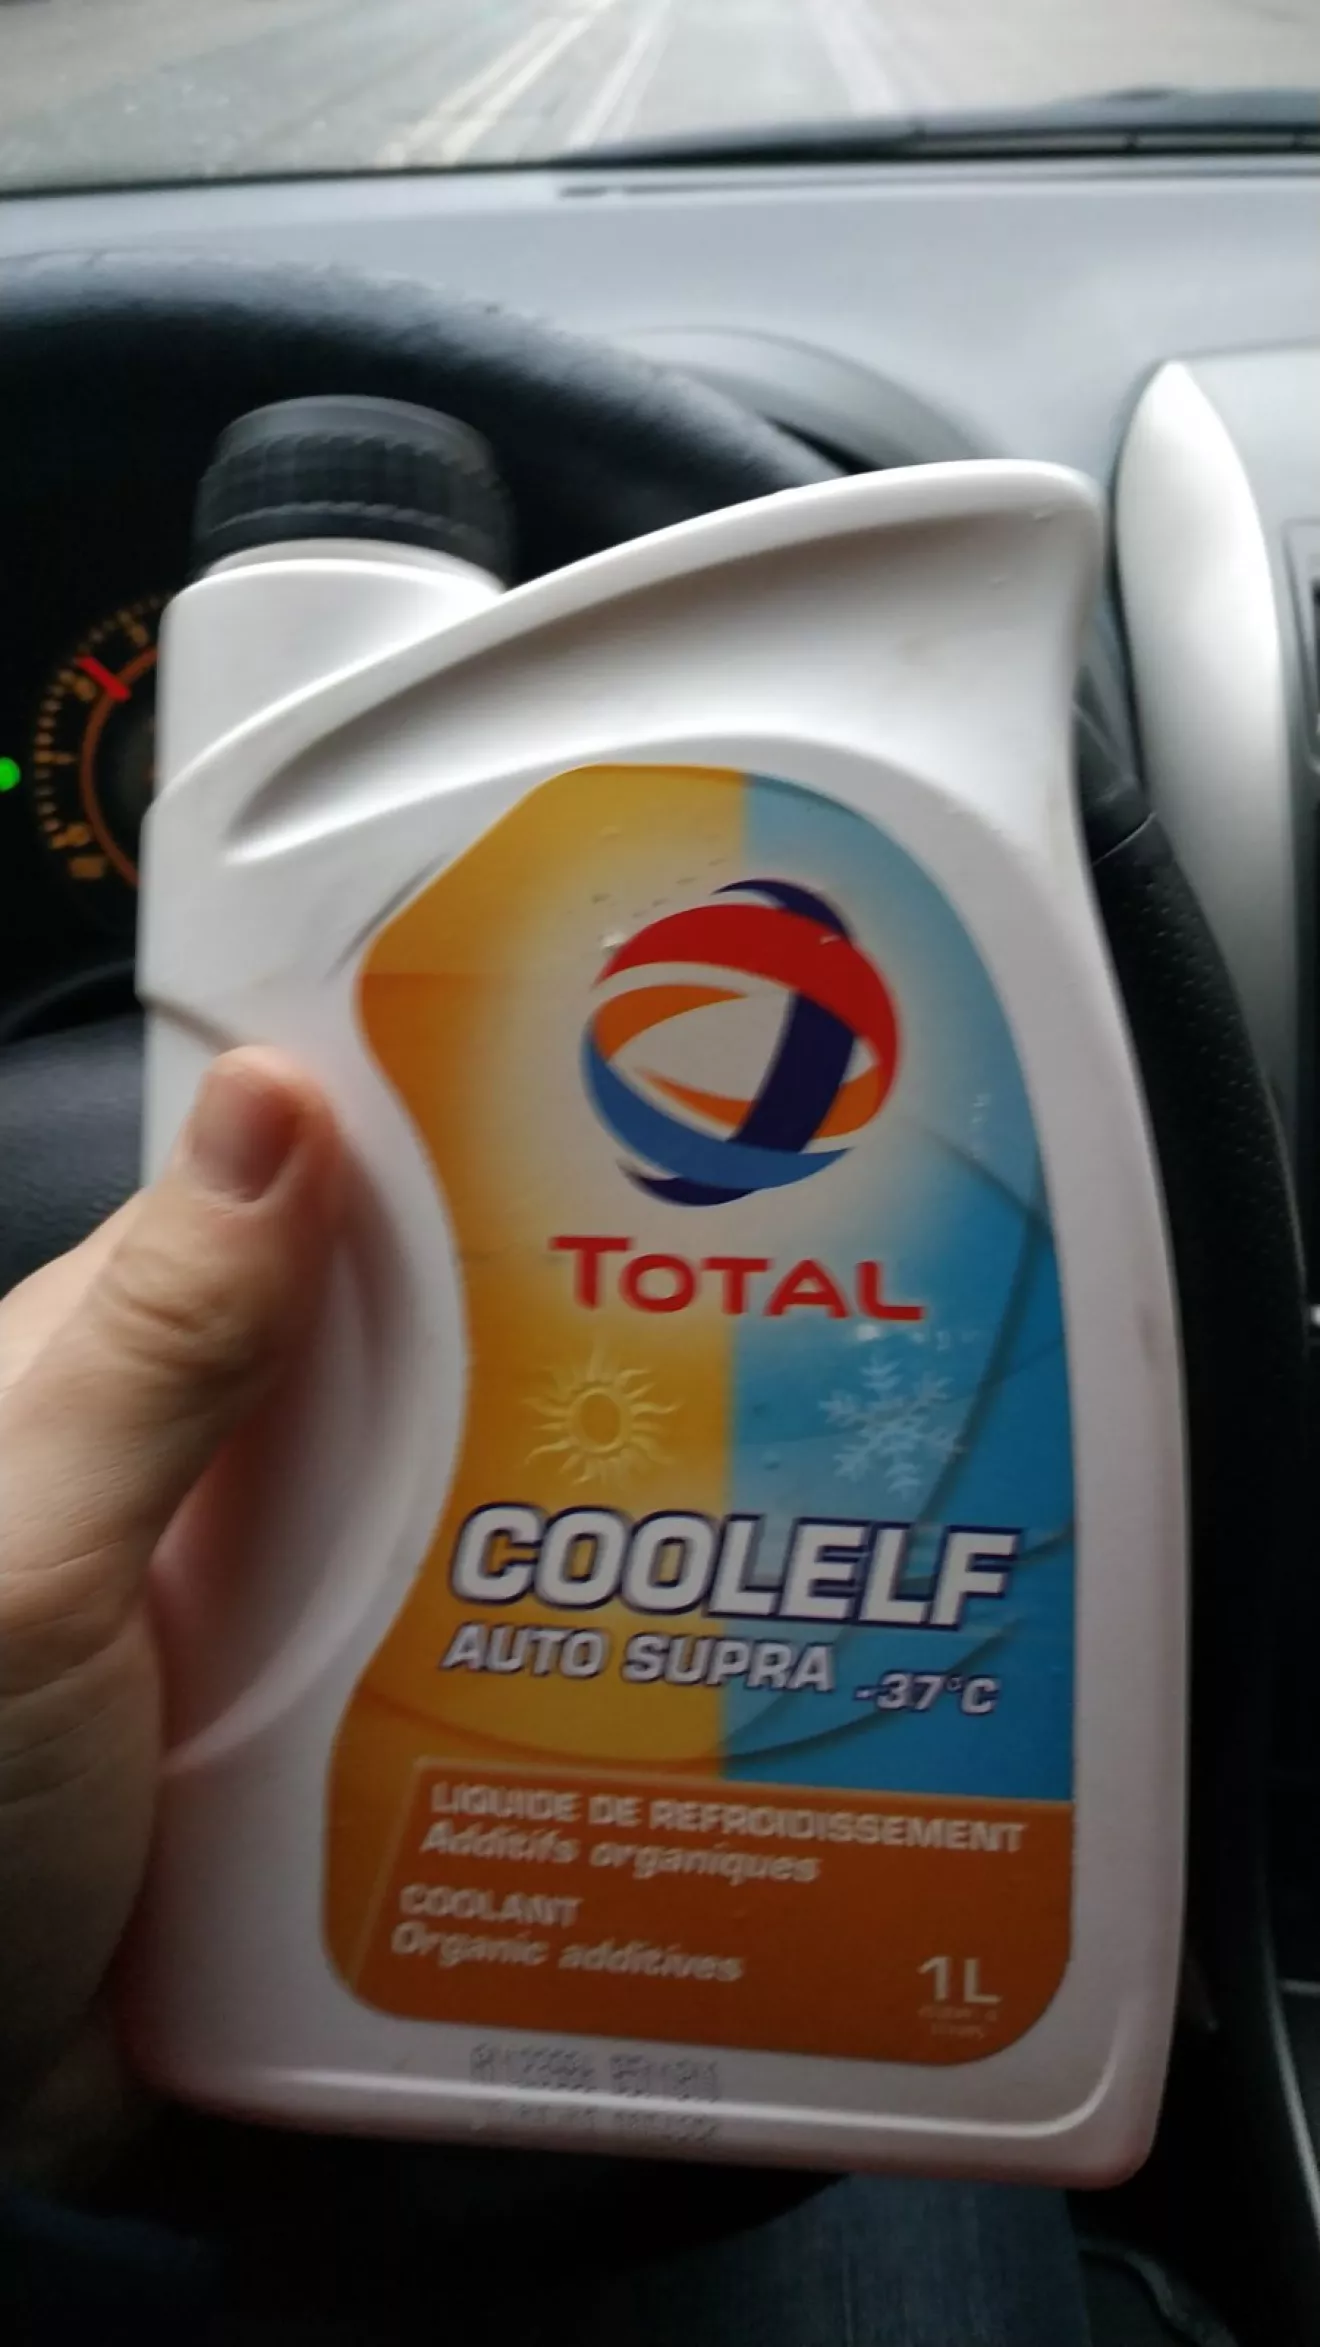 TOTAL
COOLELF
AUTO SUPRA -37°C
LIQUIDE DE REFROIDISSEMENT
Additifs organiques
COOLANT
Organic additives
1L